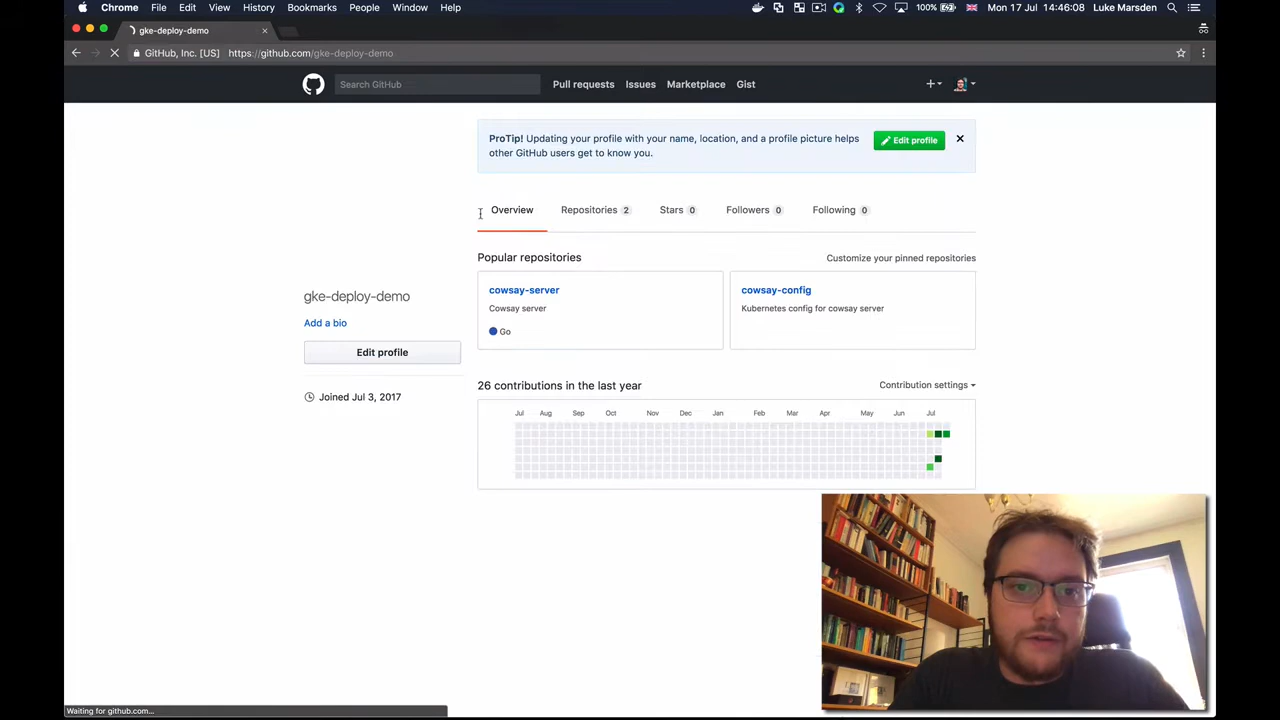 Chrome File Edit View History Bookmarks People Window Help 100% Mon 17 Jul 14:46:08 Luke Marsden
gke-deploy-demo
GitHub, Inc. [US] https://github.com/gke-deploy-demo
Search GitHub Pull requests Issues Marketplace Gist
ProTip! Updating your profile with your name, location, and a profile picture helps
other GitHub users get to know you.
Edit profile
Overview Repositories 2 Stars 0 Followers 0 Following 0
Popular repositories Customize your pinned repositories
cowsay-server
Cowsay server
Go
cowsay-config
Kubernetes config for cowsay server
gke-deploy-demo
Add a bio
Edit profile
Joined Jul 3, 2017
26 contributions in the last year Contribution settings
Jul Aug Sep Oct Nov Dec Jan Feb Mar Apr May Jun Jul
Waiting for github.com...